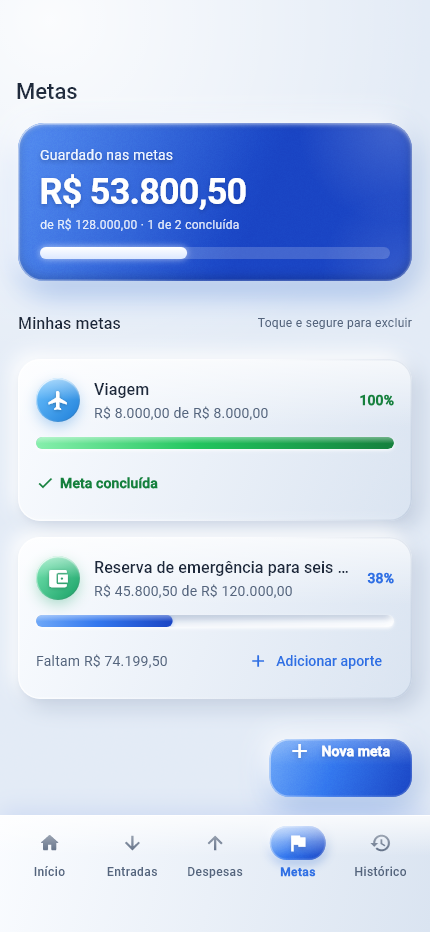 Metas
Guardado nas metas
R$ 53.800,50
de R$ 128.000,00 · 1 de 2 concluída
Minhas metas
Toque e segure para excluir
Viagem
R$ 8.000,00 de R$ 8.000,00
100%
Meta concluída
Reserva de emergência para seis ...
R$ 45.800,50 de R$ 120.000,00
38%
Faltam R$ 74.199,50
Adicionar aporte
Nova meta
Início
Entradas
Despesas
Metas
Histórico